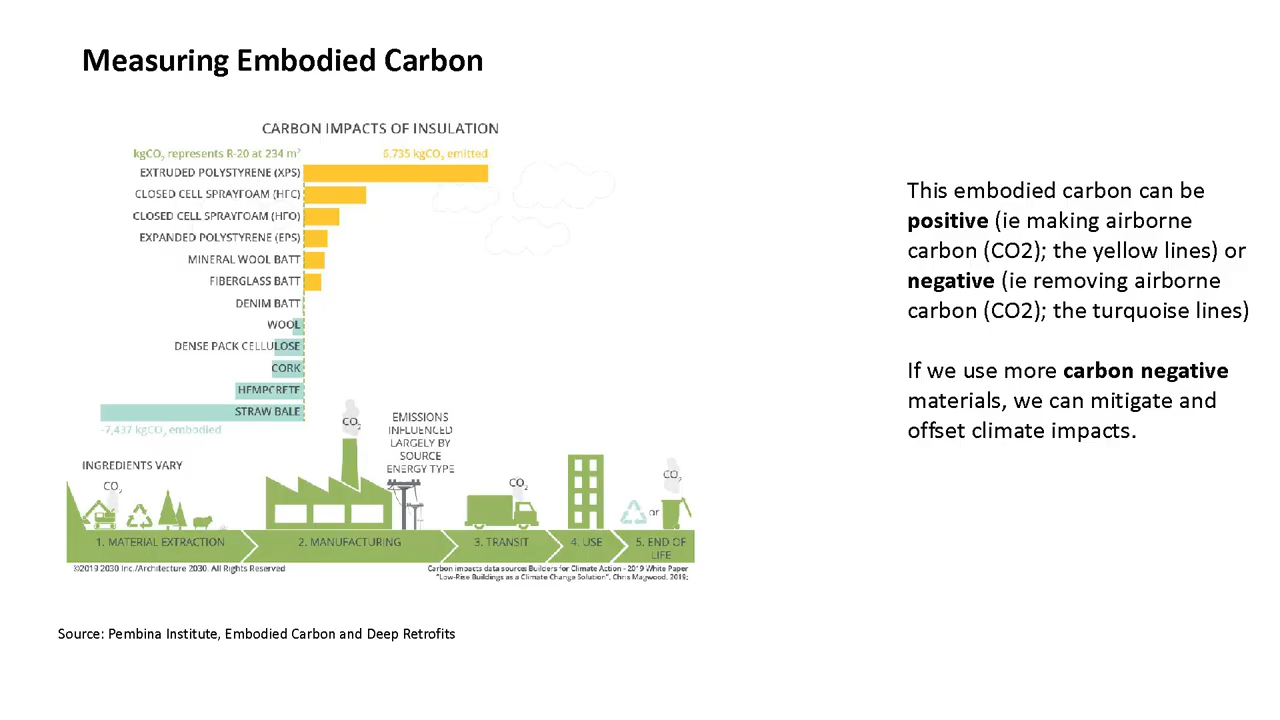 Measuring Embodied Carbon
CARBON IMPACTS OF INSULATION
kgCO₂ represents R-20 at 234 m²
6,735 kgCO₂ emitted
EXTRUDED POLYSTYRENE (XPS)
CLOSED CELL SPRAYFOAM (HFC)
CLOSED CELL SPRAYFOAM (HFO)
EXPANDED POLYSTYRENE (EPS)
MINERAL WOOL BATT
FIBERGLASS BATT
DENIM BATT
WOOL
DENSE PACK CELLULOSE
CORK
HEMPCRETE
STRAW BALE
-7,437 kgCO₂ embodied
INGREDIENTS VARY
CO₂
CO₂
EMISSIONS
INFLUENCED
LARGELY BY
SOURCE
ENERGY TYPE
CO₂
CO₂
or
1. MATERIAL EXTRACTION
2. MANUFACTURING
3. TRANSIT
4. USE
5. END OF
LIFE
©2019 2030 Inc./Architecture 2030. All Rights Reserved
Carbon impacts data source: Builders for Climate Action - 2019 White Paper
"Low-Rise Buildings as a Climate Change Solution", Chris Magwood, 2019;
This embodied carbon can be
positive (ie making airborne
carbon (CO2); the yellow lines) or
negative (ie removing airborne
carbon (CO2); the turquoise lines)
If we use more carbon negative
materials, we can mitigate and
offset climate impacts.
Source: Pembina Institute, Embodied Carbon and Deep Retrofits